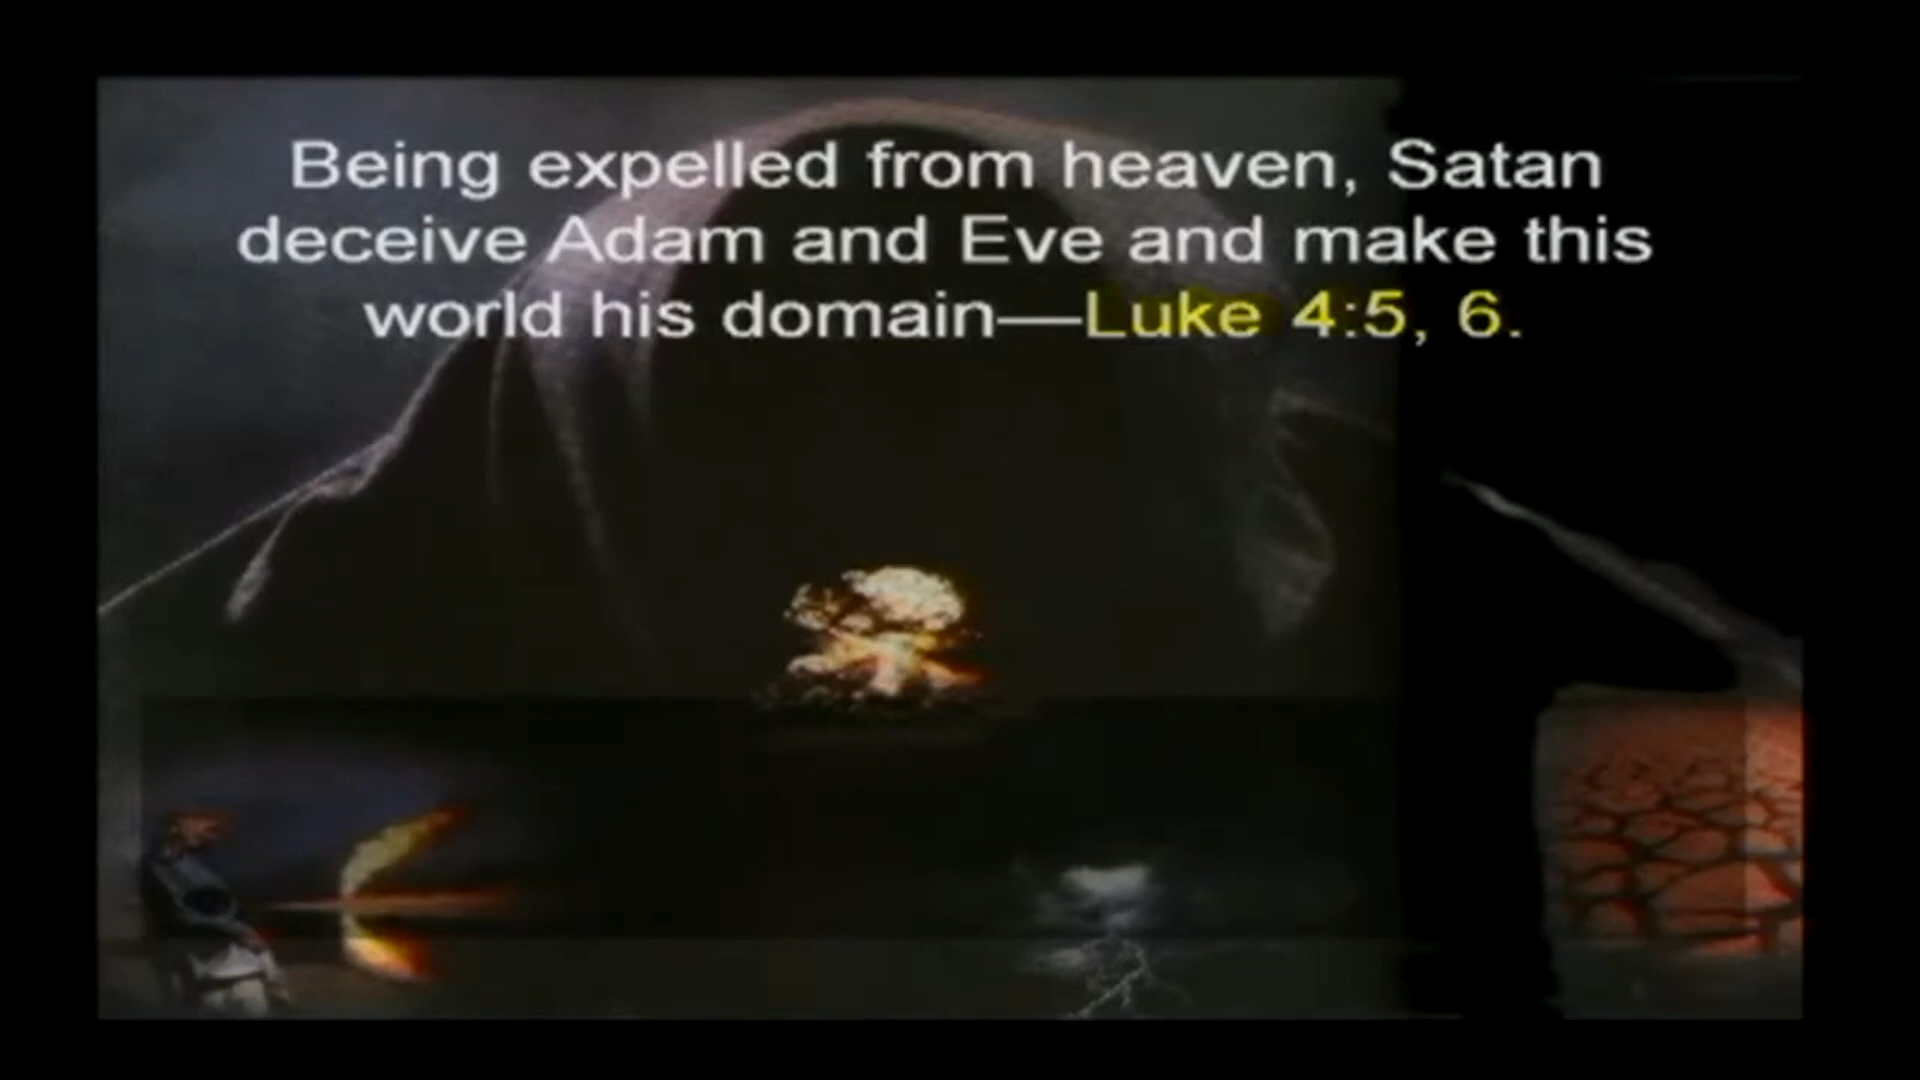 Being expelled from heaven, Satan
deceive Adam and Eve and make this
world his domain—Luke 4:5, 6.